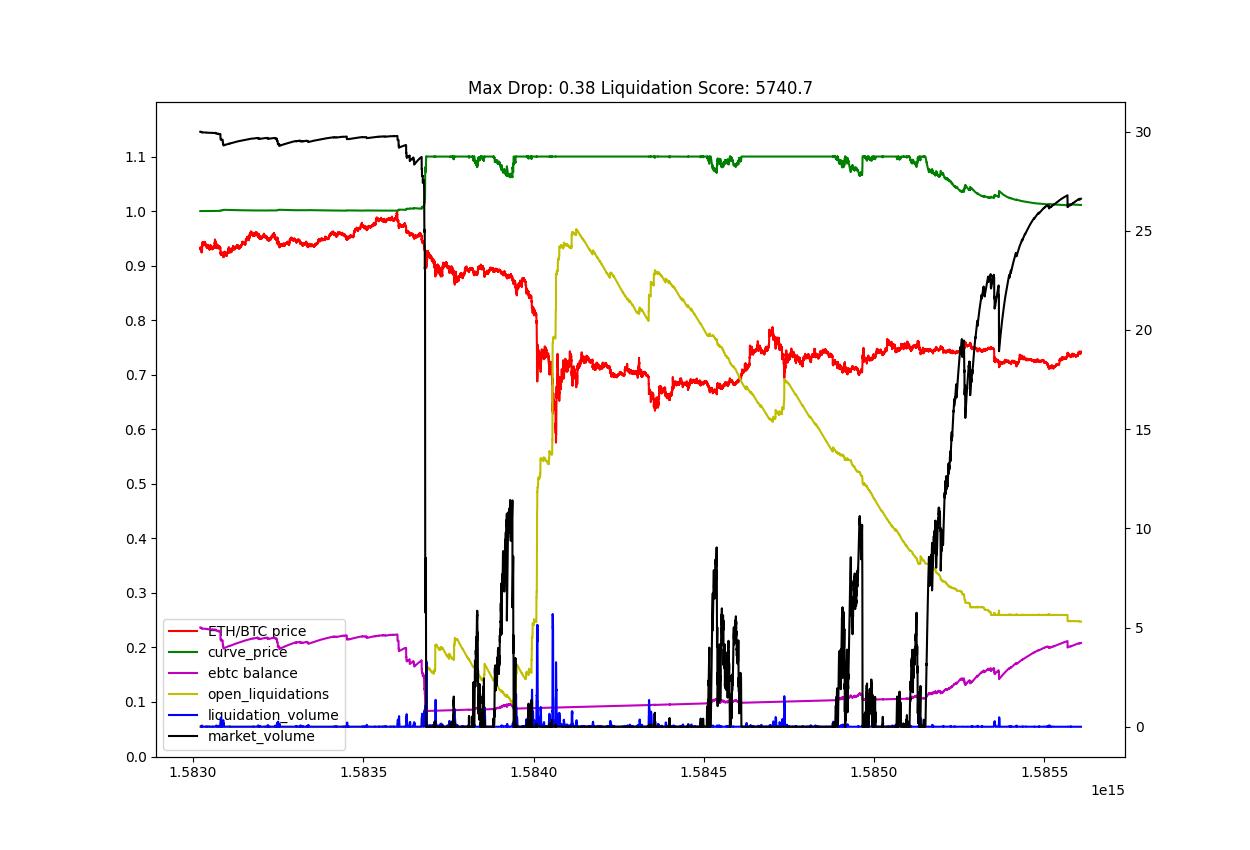 Max Drop: 0.38 Liquidation Score: 5740.7
1.1
1.0
0.9
0.8
0.7
0.6
0.5
0.4
0.3
0.2
0.1
0.0
30
25
20
15
10
5
0
ETH/BTC price
curve_price
ebtc balance
open_liquidations
liquidation_volume
market_volume
1.5830 1.5835 1.5840 1.5845 1.5850 1.5855
1e15